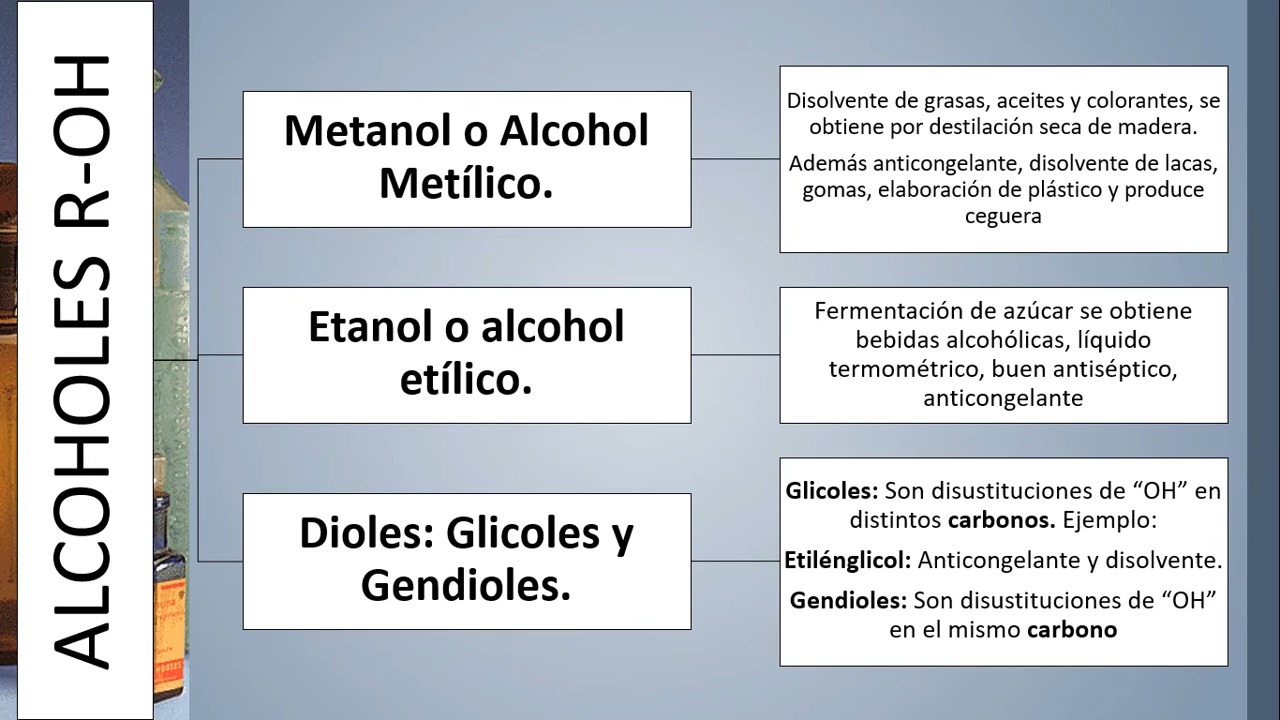 ALCOHOLES R-OH
Metanol o Alcohol
Metílico.
Disolvente de grasas, aceites y colorantes, se
obtiene por destilación seca de madera.
Además anticongelante, disolvente de lacas,
gomas, elaboración de plástico y produce
ceguera
Etanol o alcohol
etílico.
Fermentación de azúcar se obtiene
bebidas alcohólicas, líquido
termométrico, buen antiséptico,
anticongelante
Dioles: Glicoles y
Gendioles.
Glicoles: Son disustituciones de “OH” en
distintos carbonos. Ejemplo:
Etilénglicol: Anticongelante y disolvente.
Gendioles: Son disustituciones de “OH”
en el mismo carbono